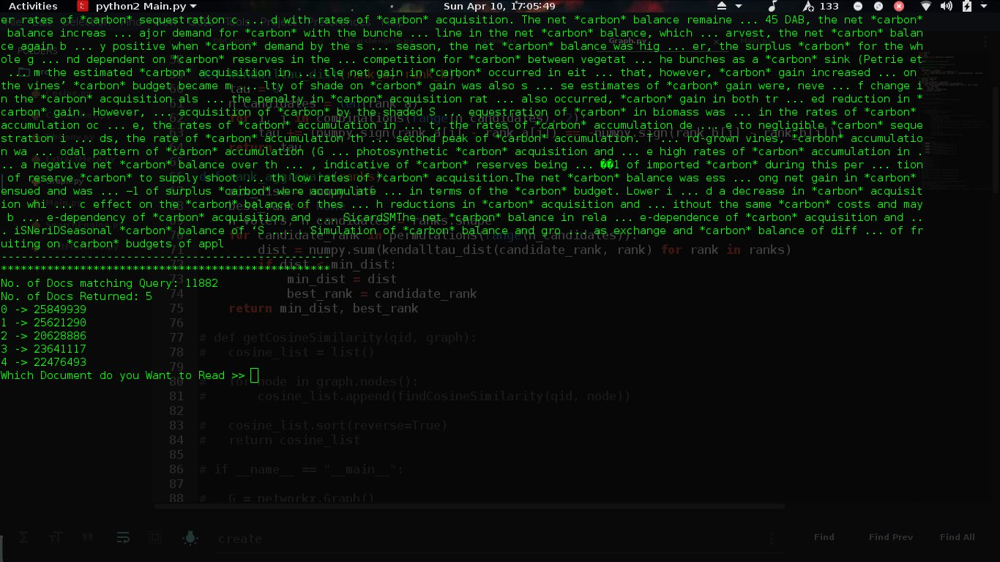 Activities python2 Main.py Sun Apr 10, 17:05:49 133
er rates of *carbon* sequestration o ... d with rates of *carbon* acquisition. The net *carbon* balance remaine ... 45 DAB, the net *carbon*
balance increas ... ajor demand for *carbon* with the bunche ... line in the net *carbon* balance, which ... arvest, the net *carbon* balan
ce again b ... y positive when *carbon* demand by the s ... season, the net *carbon* balance was hig ... er, the surplus *carbon* for the wh
ole g ... nd dependent on *carbon* reserves in the ... competition for *carbon* between vegetat ... he bunches as a *carbon* sink (Petrie et
... m the estimated *carbon* acquisition in ... tle net gain in *carbon* occurred in eit ... that, however, *carbon* gain increased ... on
the vines’ *carbon* budget became m ... lty of shade on *carbon* gain was also s ... se estimates of *carbon* gain were, neve ... f change i
n the *carbon* acquisition als ... the penalty in *carbon* acquisition rat ... also occurred, *carbon* gain in both tr ... ed reduction in *
carbon* gain. However, ... acquisition of *carbon* by the shaded S ... equestration of *carbon* in biomass was ... in the rates of *carbon*
accumulation oc ... e, the rates of *carbon* accumulation in ... t, the rates of *carbon* accumulation de ... e to negligible *carbon* seque
stration i ... ds, the rate of *carbon* accumulation th ... second peak of *carbon* accumulation. T ... rd-grown vines, *carbon* accumulatio
n wa ... odal pattern of *carbon* accumulation (G ... photosynthetic *carbon* acquisition and ... e high rates of *carbon* accumulation in .
.. a negative net *carbon* balance over th ... , indicative of *carbon* reserves being ... ��1 of imported *carbon* during this per ... tion
of reserve *carbon* to supply shoot ... he low rates of *carbon* acquisition.The net *carbon* balance was ess ... ong net gain in *carbon*
ensued and was ... −1 of surplus *carbon* were accumulate ... in terms of the *carbon* budget. Lower i ... d a decrease in *carbon* acquisit
ion whi ... c effect on the *carbon* balance of thes ... h reductions in *carbon* acquisition and ... ithout the same *carbon* costs and may
b ... e-dependency of *carbon* acquisition and ... SicardSMThe net *carbon* balance in rela ... e-dependence of *carbon* acquisition and ..
. iSNeriDSeasonal *carbon* balance of ‘S ... . Simulation of *carbon* balance and gro ... as exchange and *carbon* balance of diff ... of fr
uiting on *carbon* budgets of appl
--------------------------------------------------
**************************************************
No. of Docs matching Query: 11882
No. of Docs Returned: 5
0 -> 25849939
1 -> 25621290
2 -> 20628886
3 -> 23641117
4 -> 22476493
Which Document do you Want to Read >>
70 for candidate_rank in permutations(range(n_candidates)):
71 dist = numpy.sum(kendalltau_dist(candidate_rank, rank) for rank in ranks)
72 if dist < min_dist:
73 min_dist = dist
74 best_rank = candidate_rank
75 return min_dist, best_rank
76
77 # def getCosineSimilarity(qid, graph):
78 # cosine_list = list()
79
80 # for node in graph.nodes():
81 # cosine_list.append(findCosineSimilarity(qid, node))
82
83 # cosine_list.sort(reverse=True)
84 # return cosine_list
85
86 # if __name__ == "__main__":
87
88 # G = networkx.Graph()
create Find Find Prev Find All